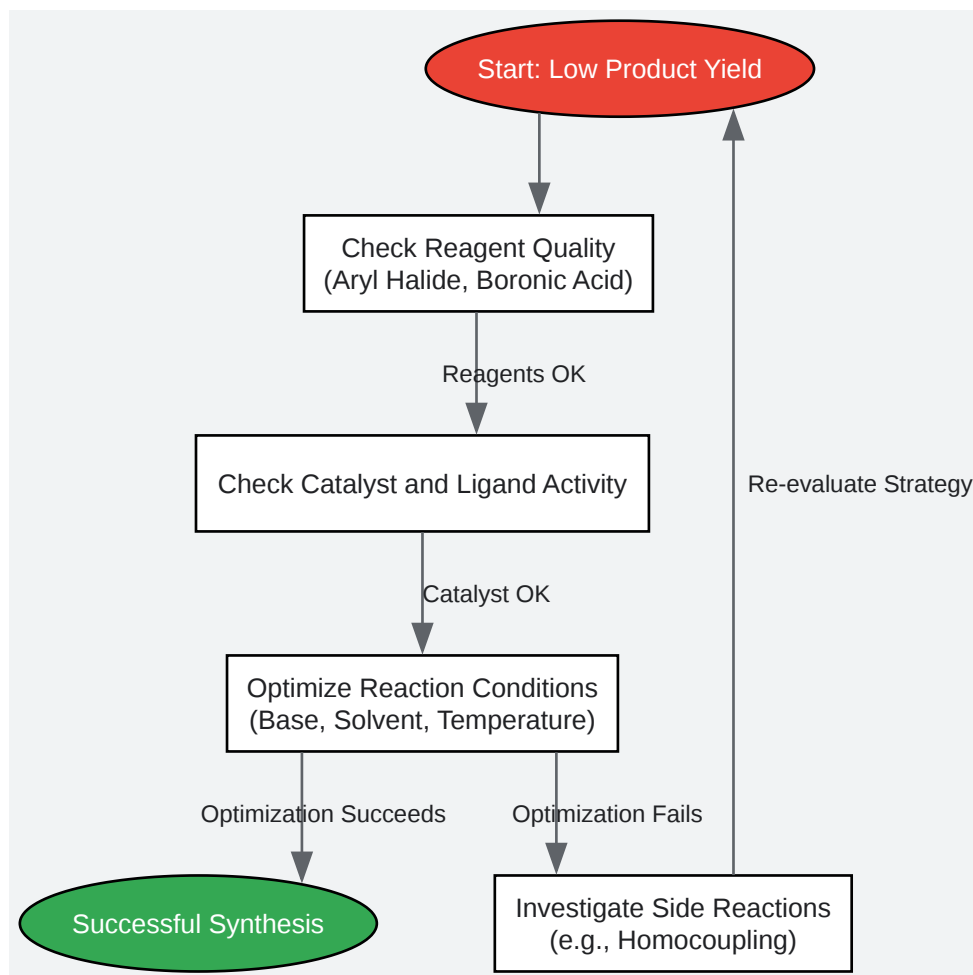 Start: Low Product Yield
Check Reagent Quality
(Aryl Halide, Boronic Acid)
Reagents OK
Check Catalyst and Ligand Activity
Re-evaluate Strategy
Catalyst OK
Optimize Reaction Conditions
(Base, Solvent, Temperature)
Optimization Succeeds
Optimization Fails
Successful Synthesis
Investigate Side Reactions
(e.g., Homocoupling)